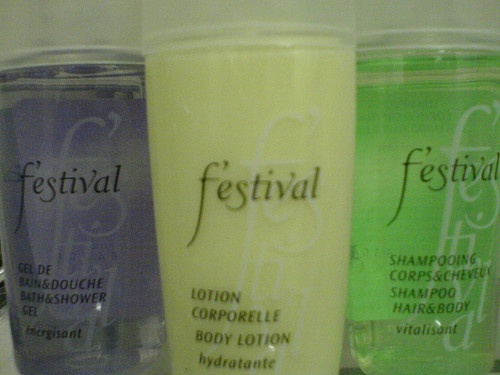 f'estival
GEL DE
BAIN&DOUCHE
BATH&SHOWER
GEL
energisant
f'estival
LOTION
CORPORELLE
BODY LOTION
hydratante
f'estival
SHAMPOOING
CORPS&CHEVEUX
SHAMPOO
HAIR&BODY
vitalisant